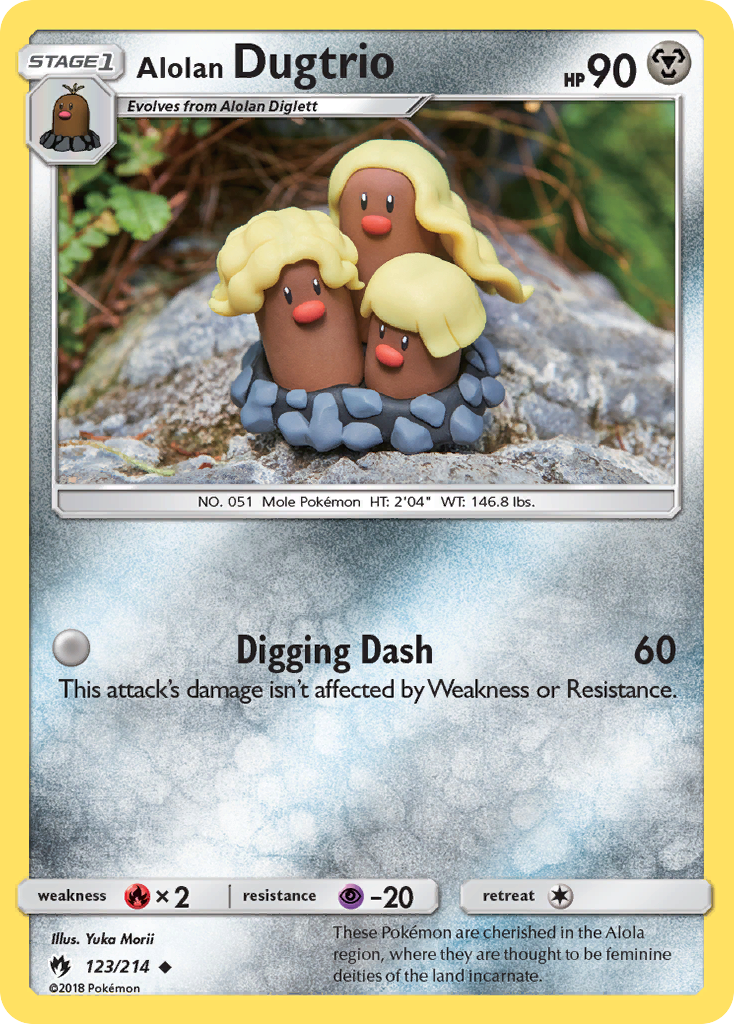 STAGE1
Alolan Dugtrio
HP 90
Evolves from Alolan Diglett
NO. 051 Mole Pokémon HT: 2'04" WT: 146.8 lbs.
Digging Dash 60
This attack's damage isn't affected by Weakness or Resistance.
weakness ×2 resistance -20 retreat
Illus. Yuka Morii
123/214
©2018 Pokémon
These Pokémon are cherished in the Alola
region, where they are thought to be feminine
deities of the land incarnate.